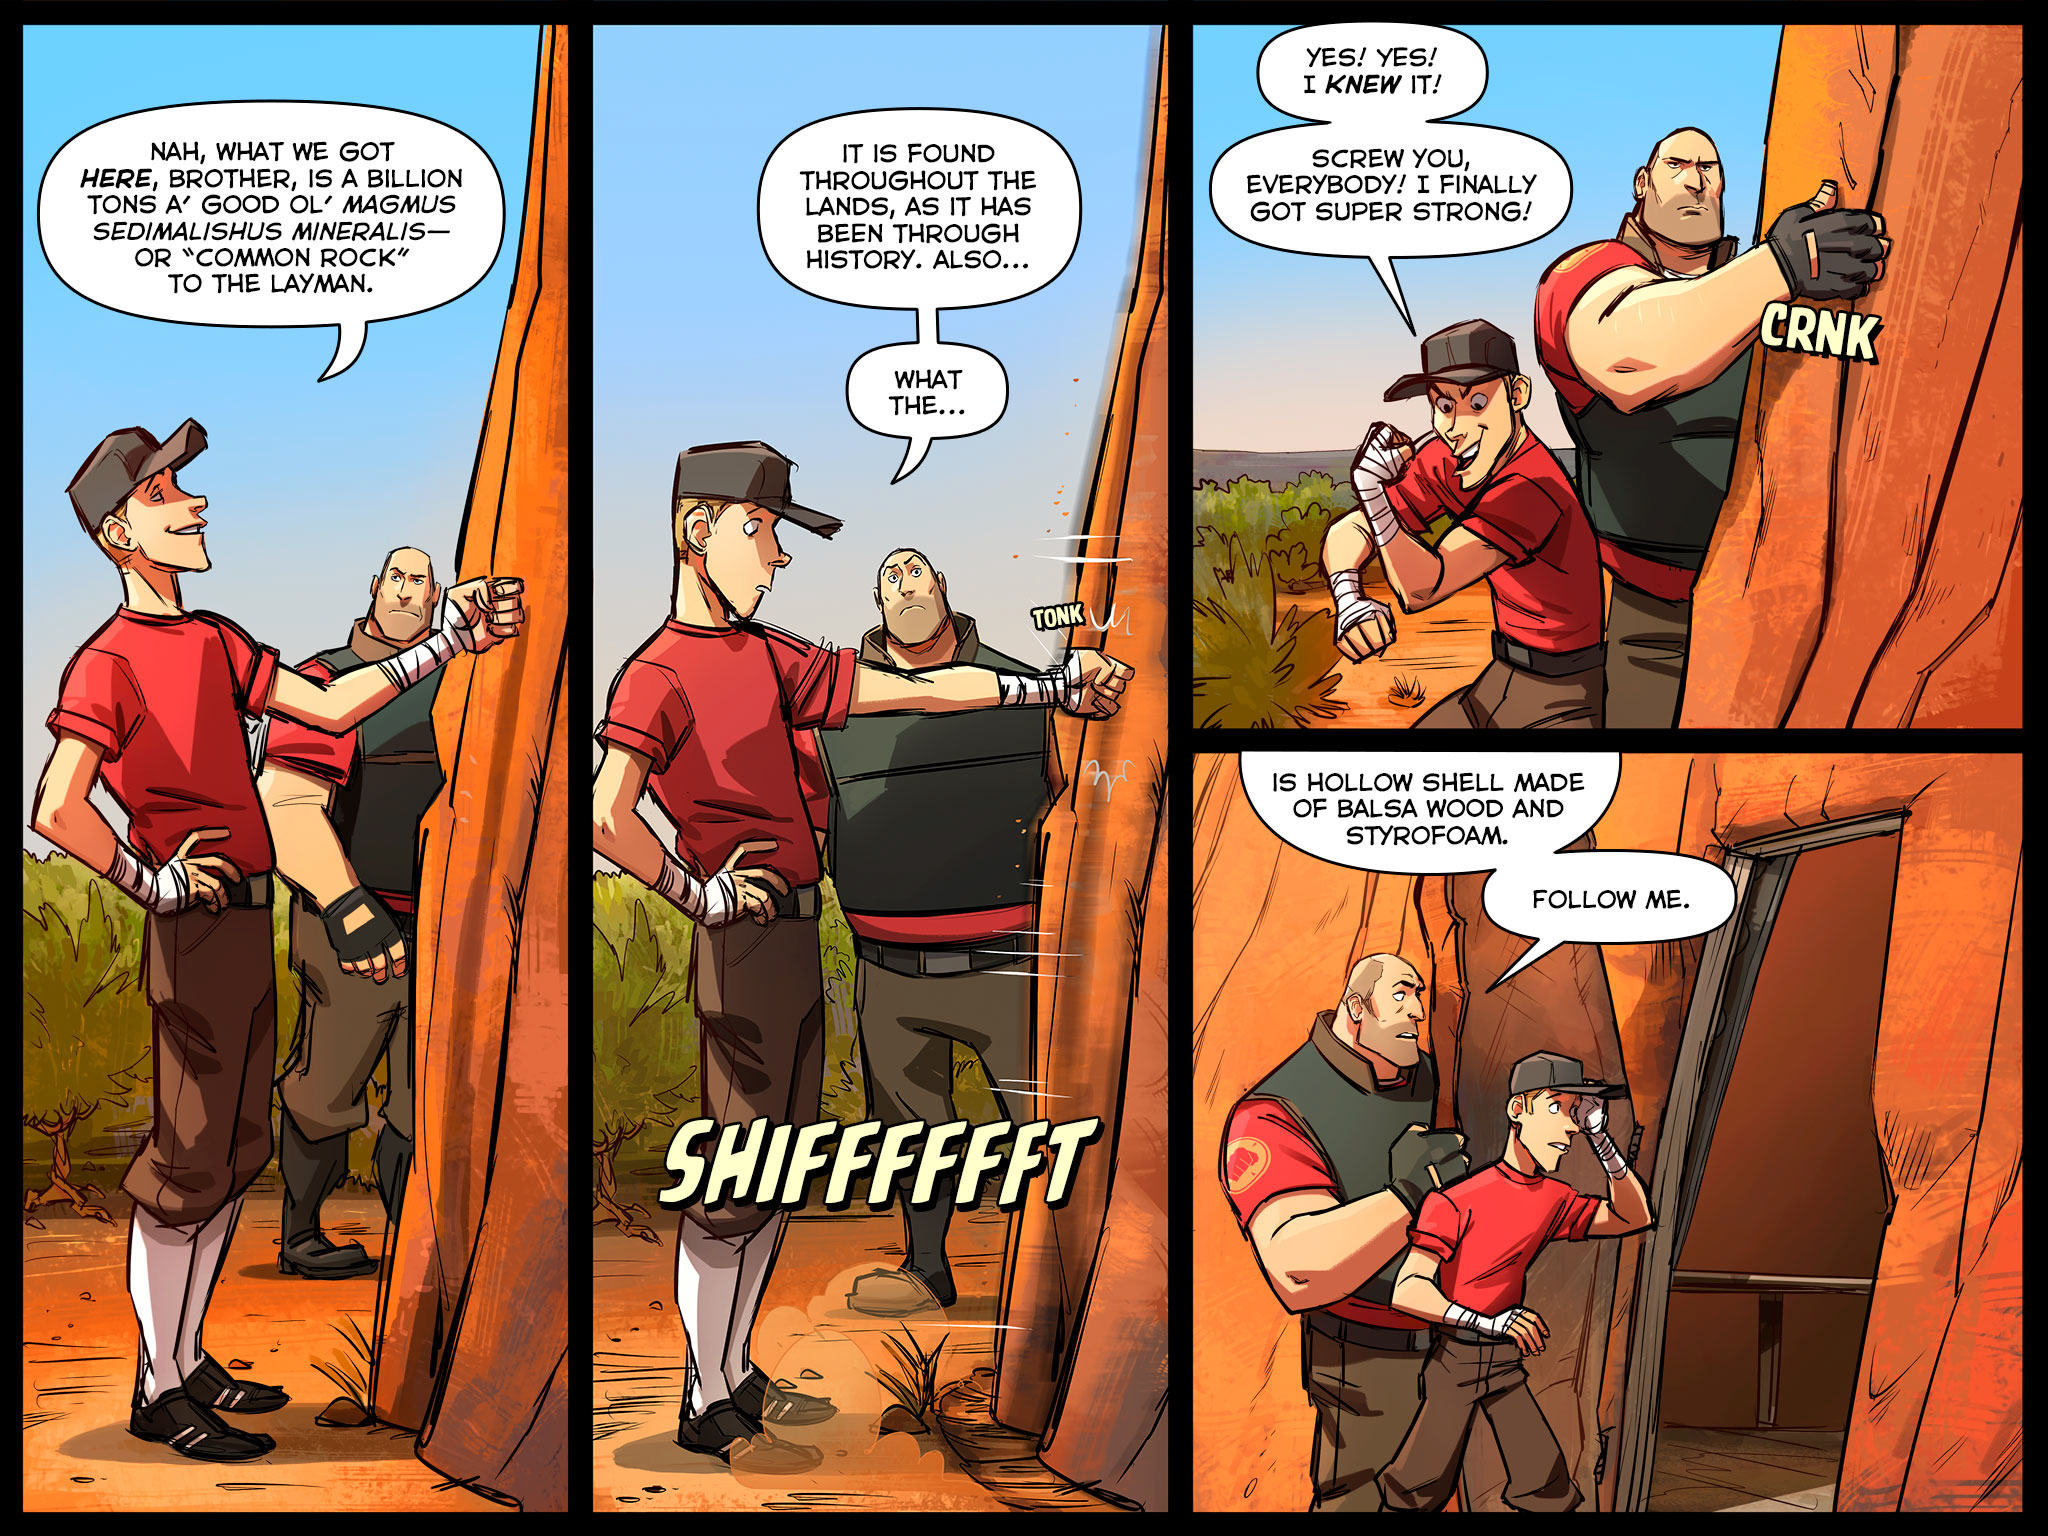 NAH, WHAT WE GOT
HERE, BROTHER, IS A BILLION
TONS A' GOOD OL' MAGMUS
SEDIMALISHUS MINERALIS—
OR "COMMON ROCK"
TO THE LAYMAN.
IT IS FOUND
THROUGHOUT THE
LANDS, AS IT HAS
BEEN THROUGH
HISTORY. ALSO...
WHAT
THE...
TONK
SHIFFFFFFT
YES! YES!
I KNEW IT!
SCREW YOU,
EVERYBODY! I FINALLY
GOT SUPER STRONG!
CRNK
IS HOLLOW SHELL MADE
OF BALSA WOOD AND
STYROFOAM.
FOLLOW ME.